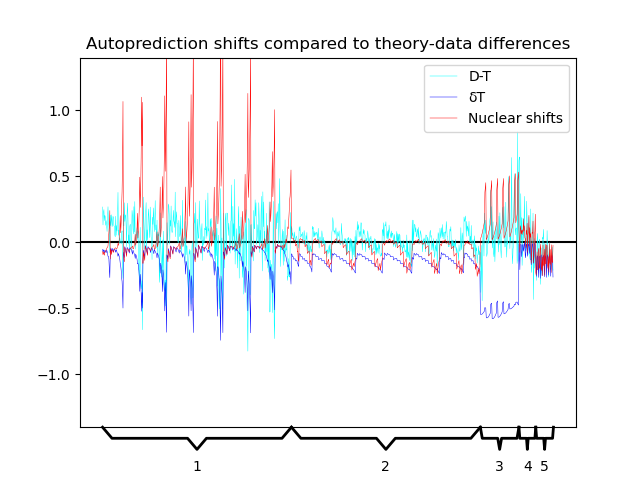 Autoprediction shifts compared to theory-data differences
D-T
δT
Nuclear shifts
1.0
0.5
0.0
−0.5
−1.0
1 2 3 4 5